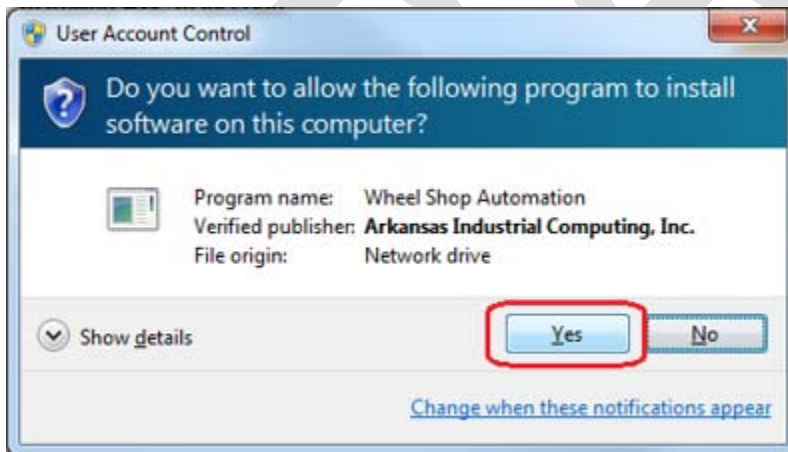 User Account Control
Do you want to allow the following program to install
software on this computer?
Program name: Wheel Shop Automation
Verified publisher: Arkansas Industrial Computing, Inc.
File origin: Network drive
Show details
Yes
No
Change when these notifications appear